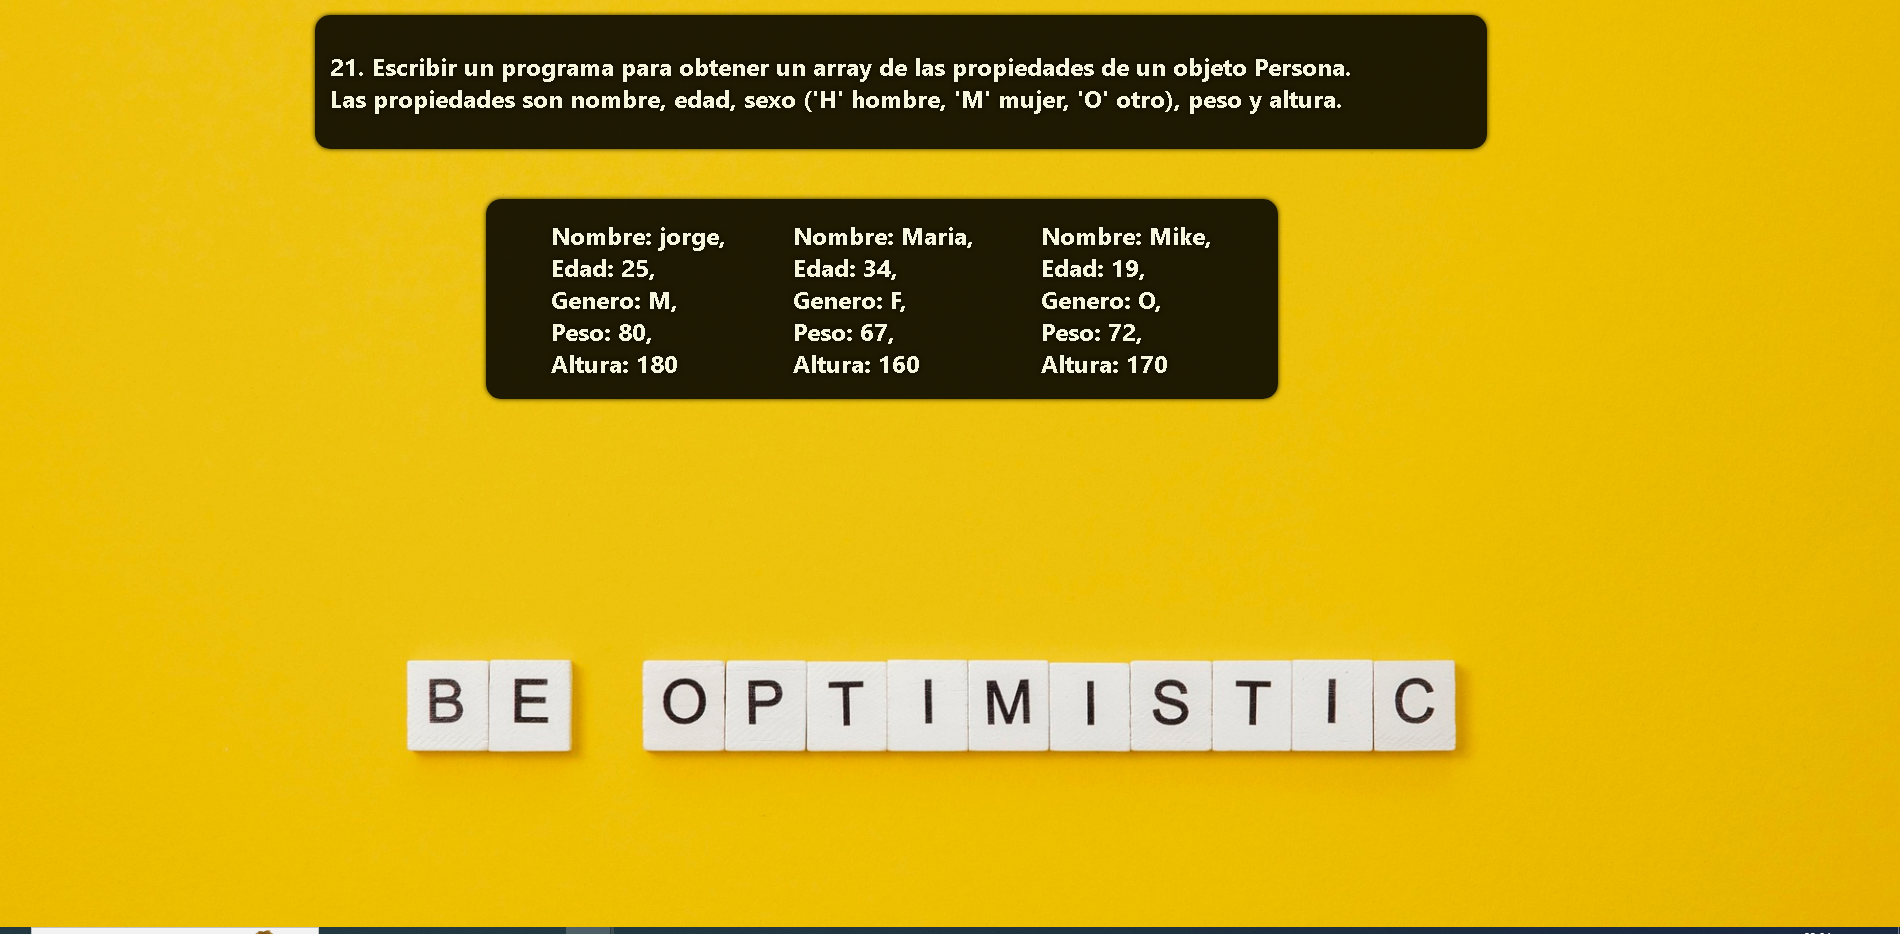 21. Escribir un programa para obtener un array de las propiedades de un objeto Persona.
Las propiedades son nombre, edad, sexo ('H' hombre, 'M' mujer, 'O' otro), peso y altura.
Nombre: jorge,
Edad: 25,
Genero: M,
Peso: 80,
Altura: 180
Nombre: Maria,
Edad: 34,
Genero: F,
Peso: 67,
Altura: 160
Nombre: Mike,
Edad: 19,
Genero: O,
Peso: 72,
Altura: 170
BE OPTIMISTIC